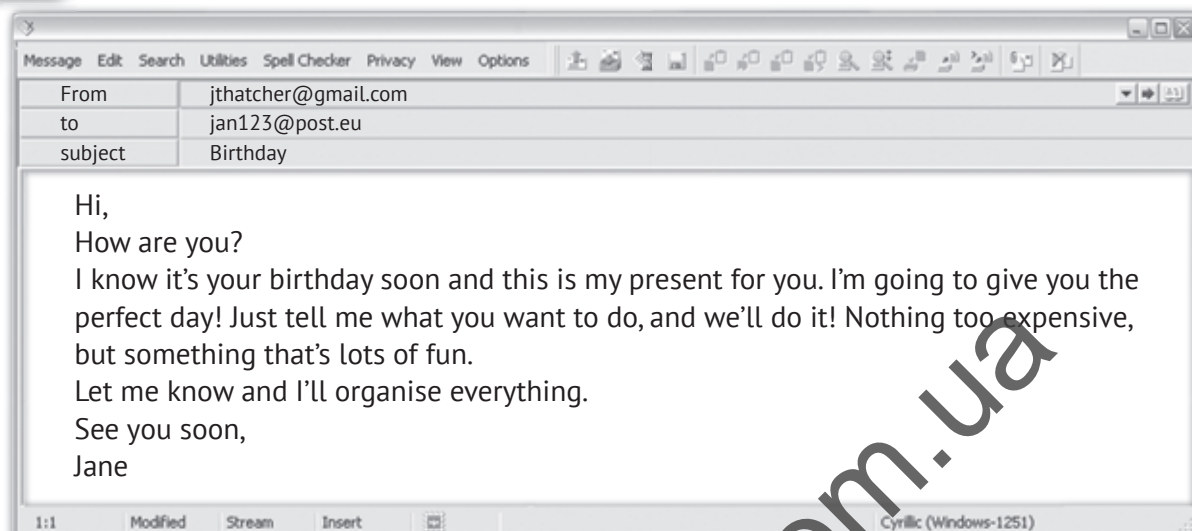 Message Edit Search Utilities Spell Checker Privacy View Options
From jthatcher@gmail.com
to jan123@post.eu
subject Birthday
Hi,
How are you?
I know it's your birthday soon and this is my present for you. I'm going to give you the
perfect day! Just tell me what you want to do, and we'll do it! Nothing too expensive,
but something that's lots of fun.
Let me know and I'll organise everything.
See you soon,
Jane
om.ua
1:1 Modified Stream Insert Cyrillic (Windows-1251)